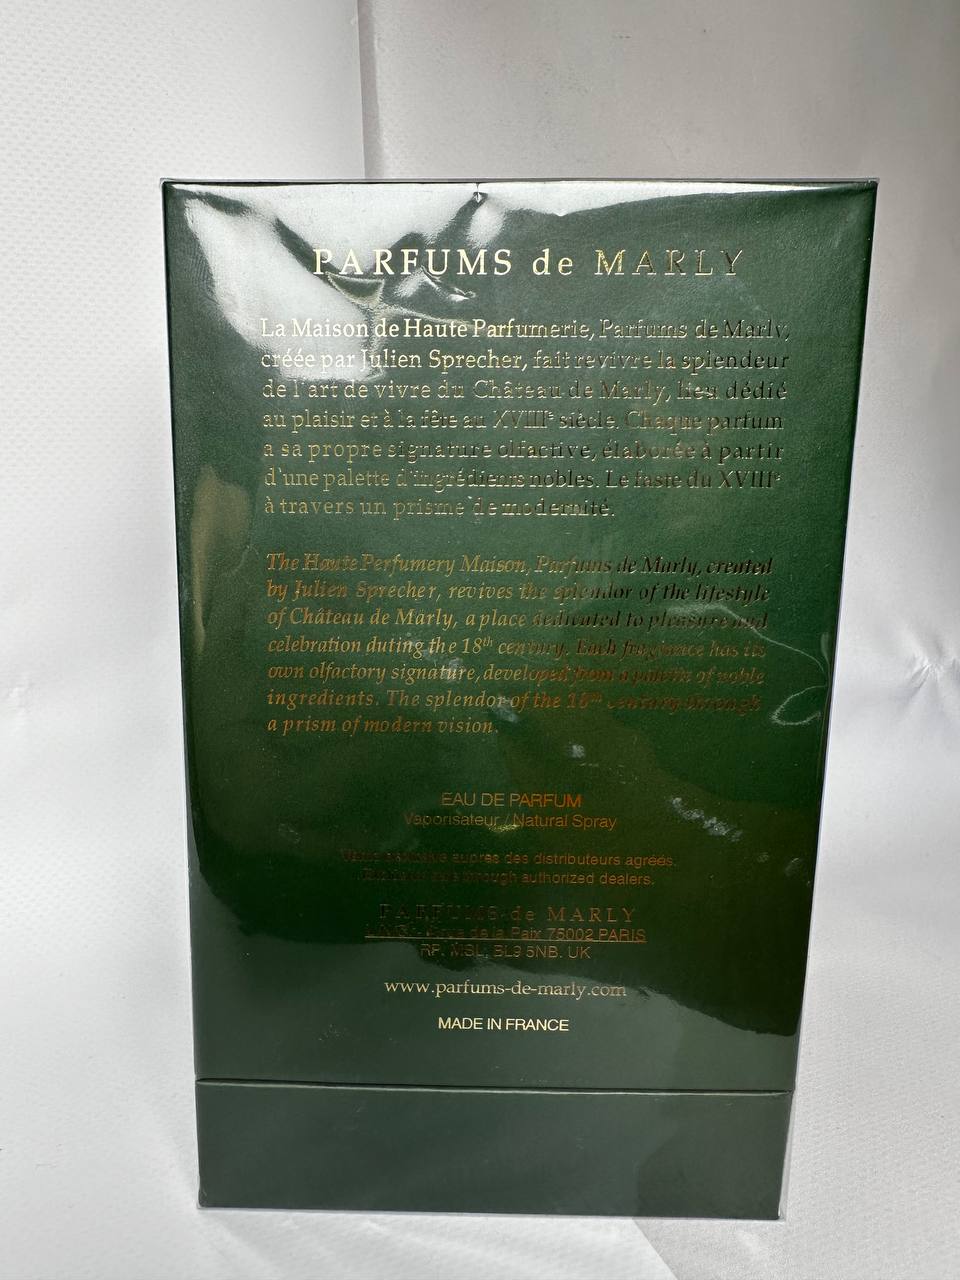 PARFUMS de MARLY
La Maison de Haute Parfumerie, Parfums de Marly,
créée par Julien Sprecher, fait revivre la splendeur
de l'art de vivre du Château de Marly, lieu dédié
au plaisir et à la fête au XVIIIᵉ siècle. Chaque parfum
a sa propre signature olfactive, élaborée à partir
d'une palette d'ingrédients nobles. Le faste du XVIIIᵉ
à travers un prisme de modernité.
The Haute Perfumery Maison, Parfums de Marly, created
by Julien Sprecher, revives the splendor of the lifestyle
of Château de Marly, a place dedicated to pleasure and
celebration duting the 18th century. Each fragrance has its
own olfactory signature, developed from a palette of noble
ingredients. The splendor of the 18th century through
a prism of modern vision.
EAU DE PARFUM
Vaporisateur / Natural Spray
auprès des distributeurs agréés.
through authorized dealers.
PARFUMS de MARLY
de la Paix 75002 PARIS
RP. MSL. BL9 5NB. UK
www.parfums-de-marly.com
MADE IN FRANCE